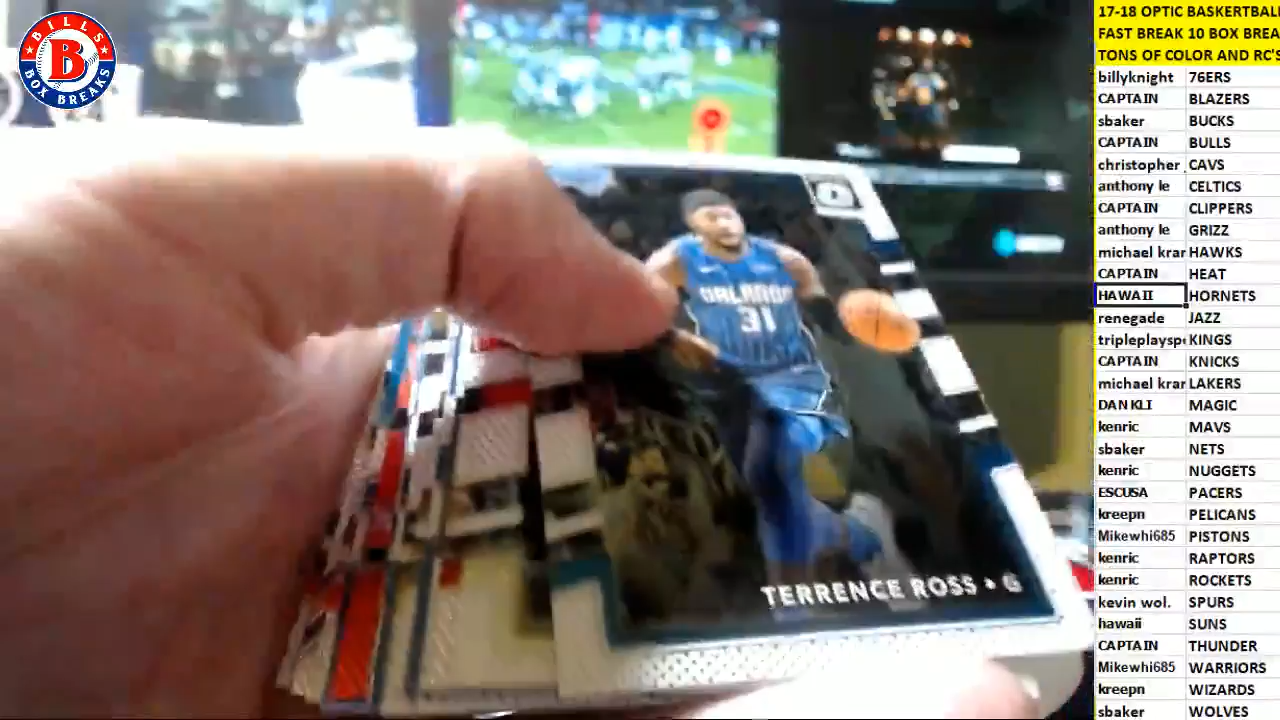 BILLS
B
BOX BREAKS
ORLANDO
31
TERRENCE ROSS • G
17-18 OPTIC BASKERTBALL
FAST BREAK 10 BOX BREA
TONS OF COLOR AND RC'S
billyknight 76ERS
CAPTAIN BLAZERS
sbaker BUCKS
CAPTAIN BULLS
christopher CAVS
anthony le CELTICS
CAPTAIN CLIPPERS
anthony le GRIZZ
michael krar HAWKS
CAPTAIN HEAT
HAWAII HORNETS
renegade JAZZ
tripleplayspo KINGS
CAPTAIN KNICKS
michael krar LAKERS
DAN KLI MAGIC
kenric MAVS
sbaker NETS
kenric NUGGETS
ESCUSA PACERS
kreepn PELICANS
Mikewhi685 PISTONS
kenric RAPTORS
kenric ROCKETS
kevin wol. SPURS
hawaii SUNS
CAPTAIN THUNDER
Mikewhi685 WARRIORS
kreepn WIZARDS
sbaker WOLVES